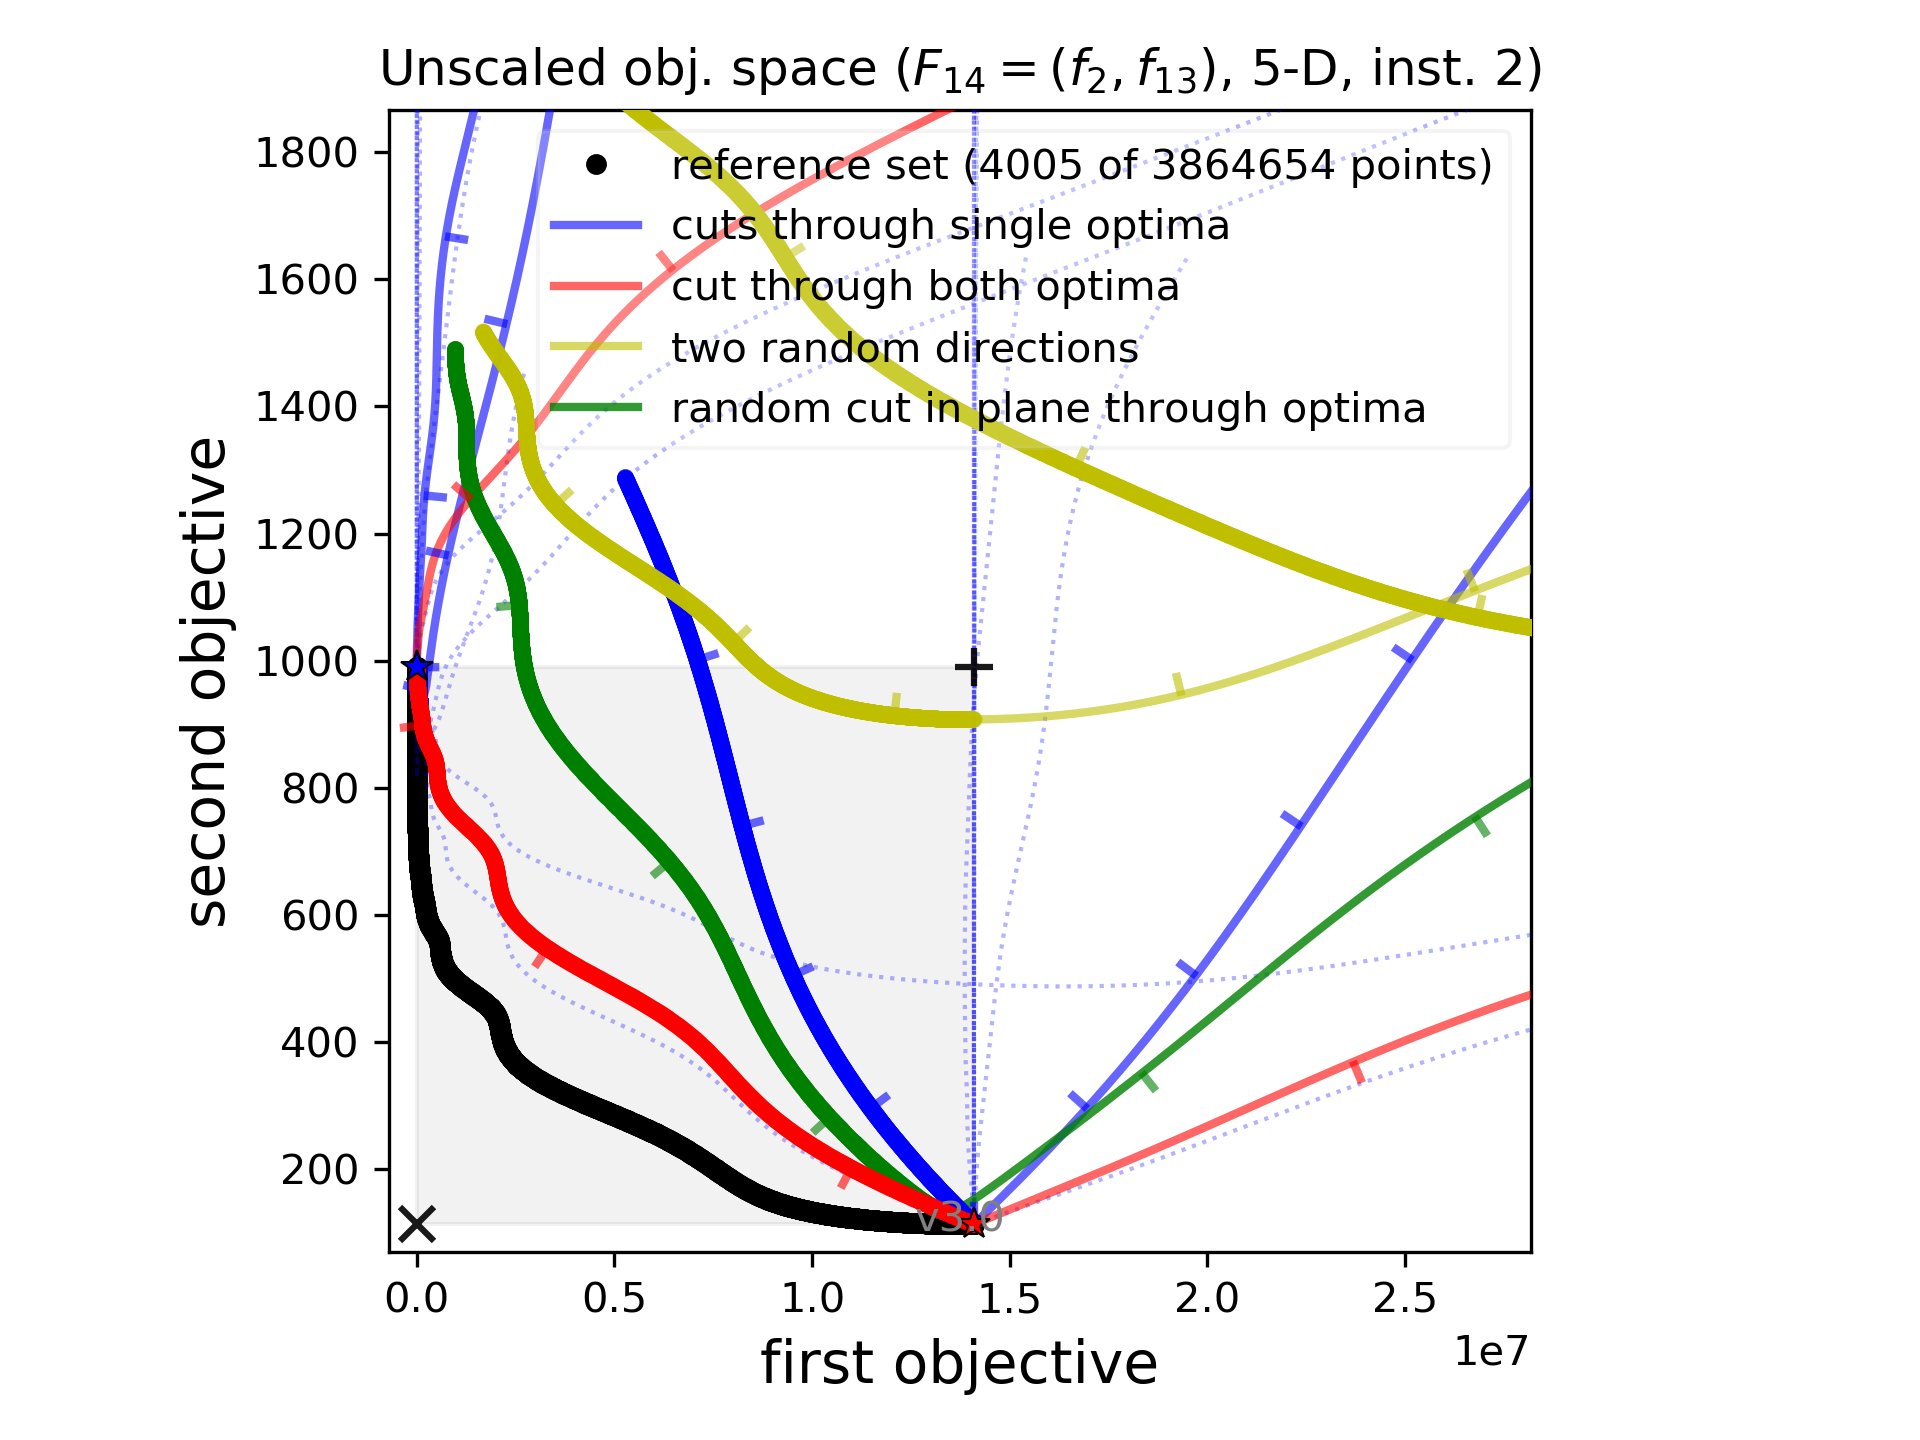 Unscaled obj. space (F14 = (f2, f13), 5-D, inst. 2)
reference set (4005 of 3864654 points)
cuts through single optima
cut through both optima
two random directions
random cut in plane through optima
second objective
1800
1600
1400
1200
1000
800
600
400
200
v3.0
0.0 0.5 1.0 1.5 2.0 2.5
1e7
first objective